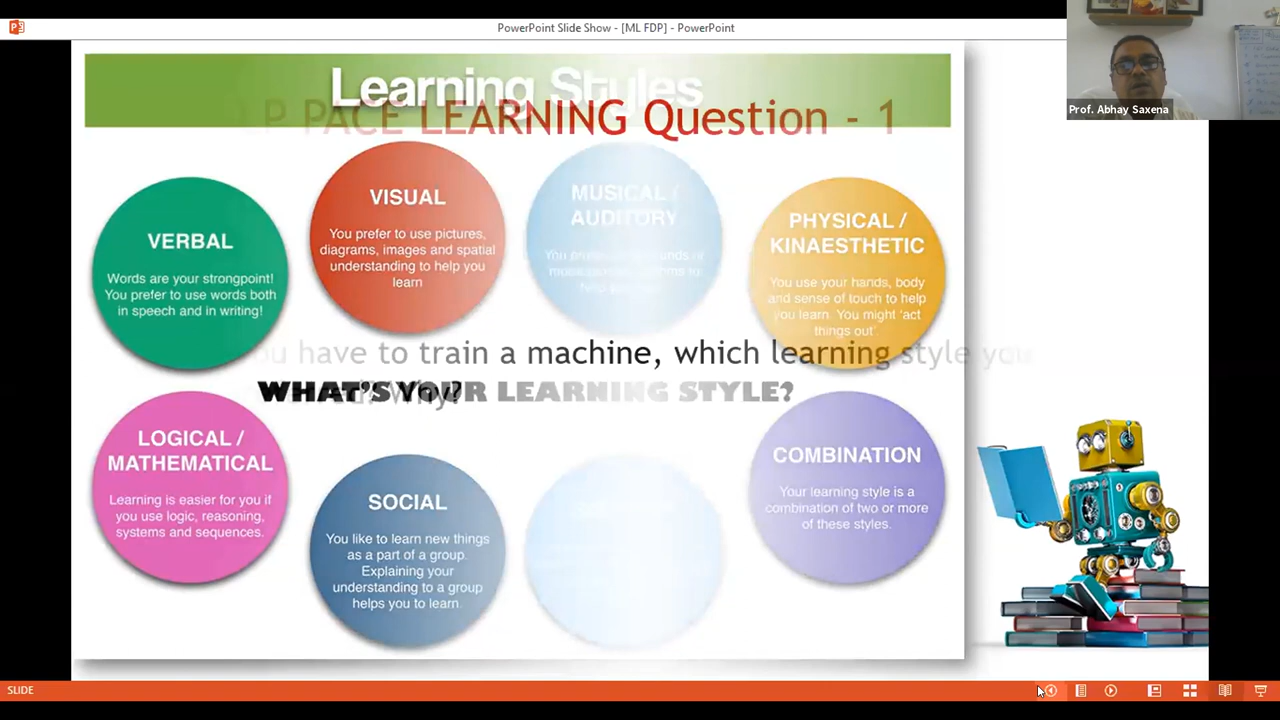 PowerPoint Slide Show - [ML FDP] - PowerPoint
Prof. Abhay Saxena
Learning Styles
P PACE LEARNING Question - 1
VERBAL
Words are your strongpoint!
You prefer to use words both
in speech and in writing!
VISUAL
You prefer to use pictures,
diagrams, images and spatial
understanding to help you
learn
MUSICAL /
AUDITORY
PHYSICAL /
KINAESTHETIC
You use your hands, body
and sense of touch to help
you learn. You might 'act
things out'.
have to train a machine, which learning style you
Why?
WHAT'S YOUR LEARNING STYLE?
LOGICAL /
MATHEMATICAL
Learning is easier for you if
you use logic, reasoning,
systems and sequences.
SOCIAL
You like to learn new things
as a part of a group.
Explaining your
understanding to a group
helps you to learn.
COMBINATION
Your learning style is a
combination of two or more
of these styles.
SLIDE